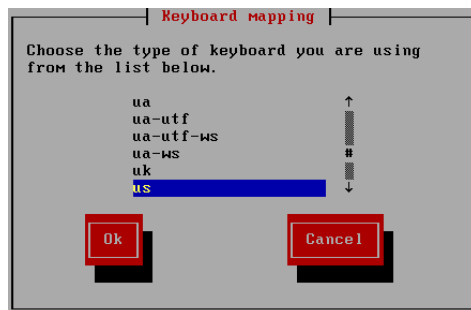 Keyboard mapping
Choose the type of keyboard you are using
from the list below.
ua
ua-utf
ua-utf-ws
ua-ws
uk
us
Ok
Cancel